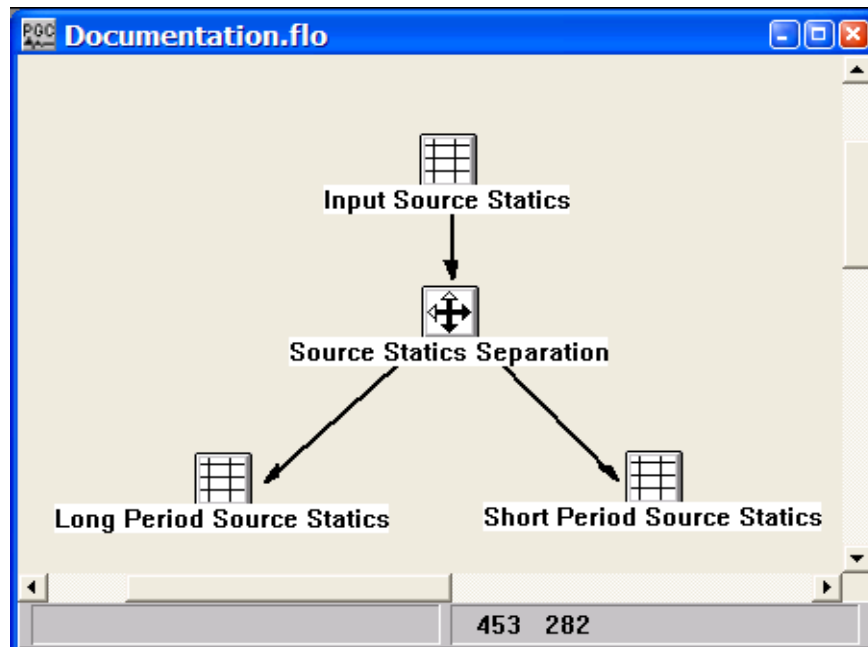 PGC
Documentation.flo
Input Source Statics
Source Statics Separation
Long Period Source Statics
Short Period Source Statics
453 282